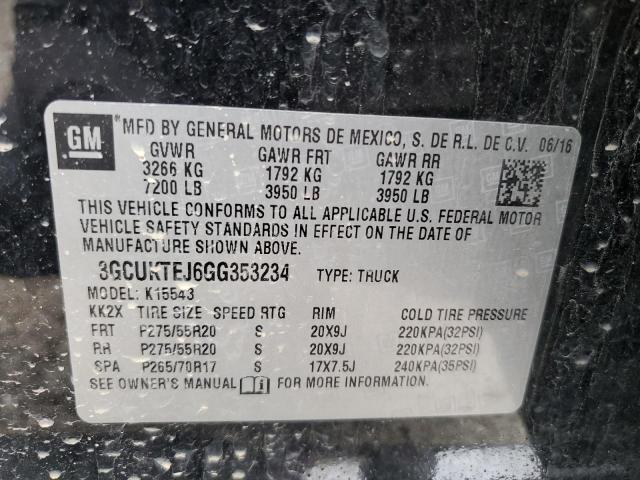 GM MFD BY GENERAL MOTORS DE MEXICO, S. DE R.L. DE C.V. 06/16
GVWR GAWR FRT GAWR RR
3266 KG 1792 KG 1792 KG
7200 LB 3950 LB 3950 LB
THIS VEHICLE CONFORMS TO ALL APPLICABLE U.S. FEDERAL MOTOR
VEHICLE SAFETY STANDARDS IN EFFECT ON THE DATE OF
MANUFACTURE SHOWN ABOVE.
3GCUKTEJ6GG353234 TYPE: TRUCK
MODEL: K15543
KK2X TIRE SIZE SPEED RTG RIM COLD TIRE PRESSURE
FRT P275/55R20 S 20X9J 220KPA(32PSI)
RR P275/55R20 S 20X9J 220KPA(32PSI)
SPA P265/70R17 S 17X7.5J 240KPA(35PSI)
SEE OWNER'S MANUAL FOR MORE INFORMATION.